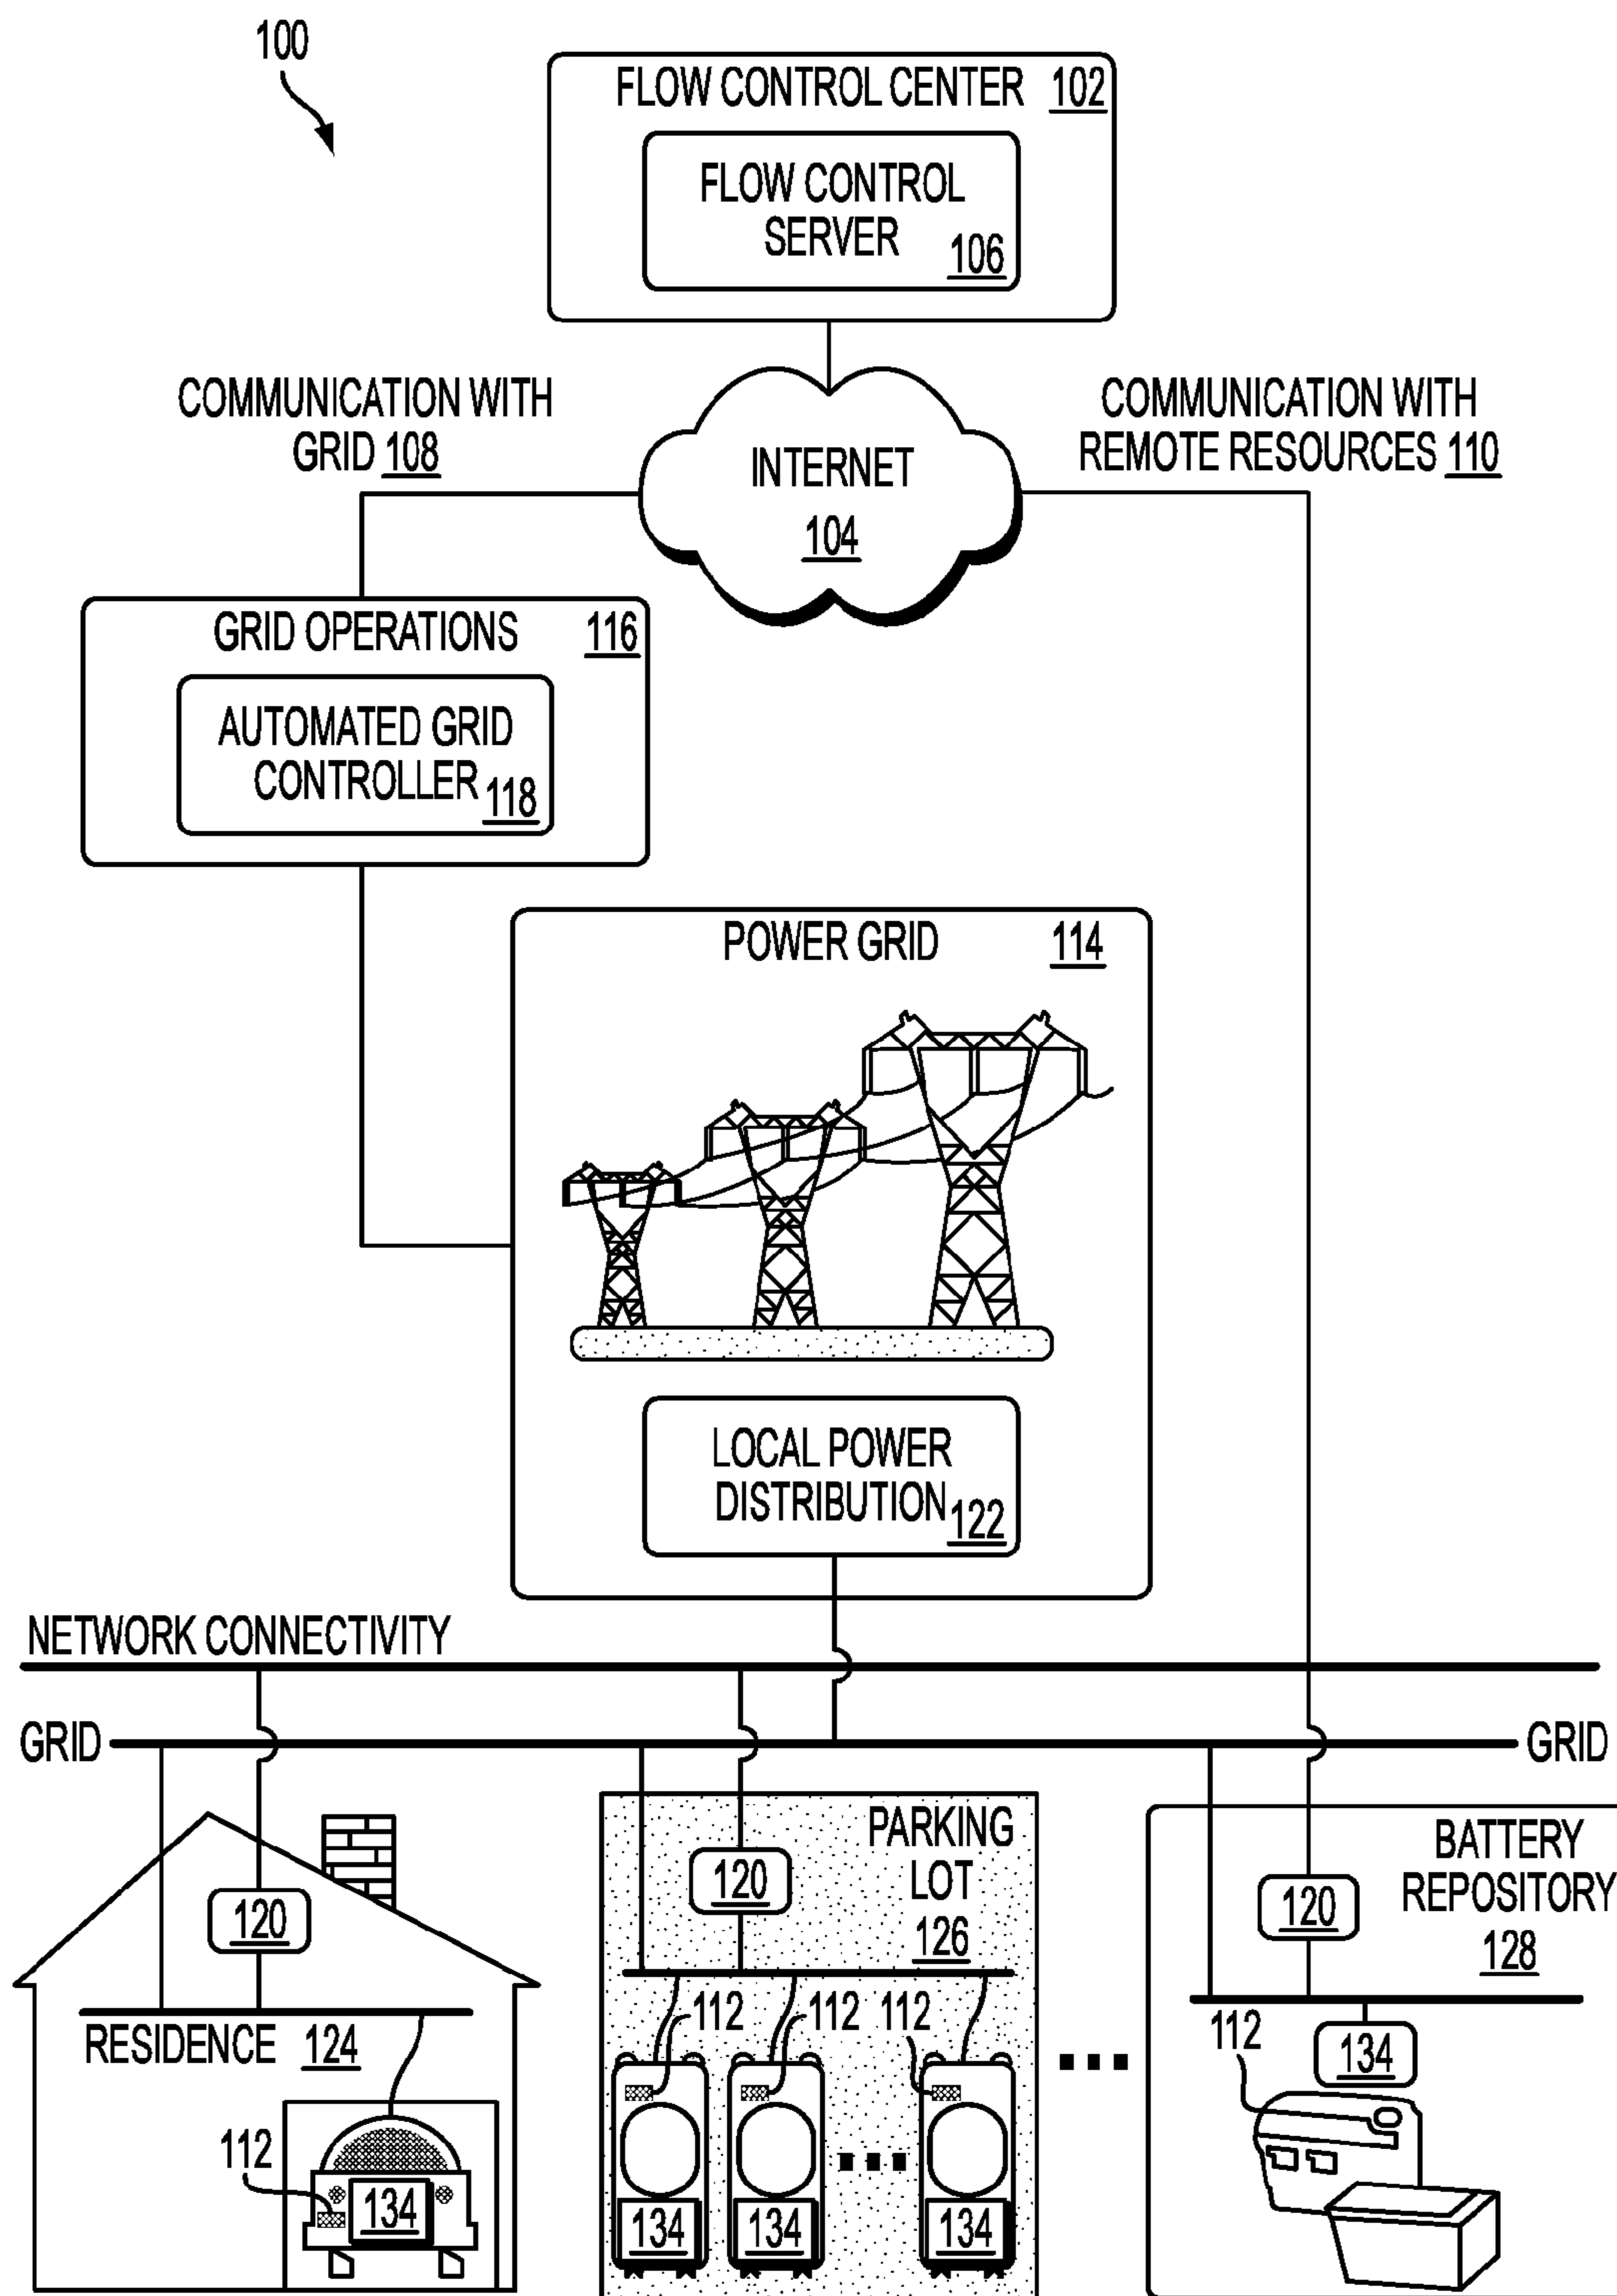 100
FLOW CONTROL CENTER 102
FLOW CONTROL
SERVER
106
COMMUNICATION WITH
GRID 108
INTERNET
104
COMMUNICATION WITH
REMOTE RESOURCES 110
GRID OPERATIONS 116
AUTOMATED GRID
CONTROLLER 118
POWER GRID 114
LOCAL POWER
DISTRIBUTION 122
NETWORK CONNECTIVITY
GRID GRID
120
RESIDENCE 124
112
134
PARKING
LOT
126
120
112 112 112
134 134 134
BATTERY
REPOSITORY
128
120
112
134